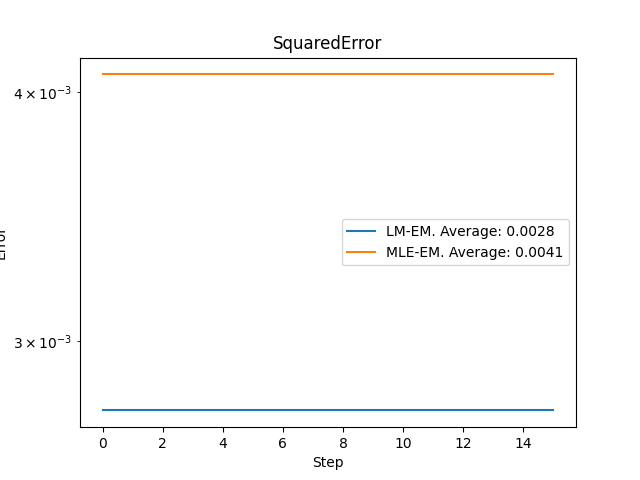 SquaredError
4 × 10⁻³
Error
LM-EM. Average: 0.0028
MLE-EM. Average: 0.0041
3 × 10⁻³
0 2 4 6 8 10 12 14
Step